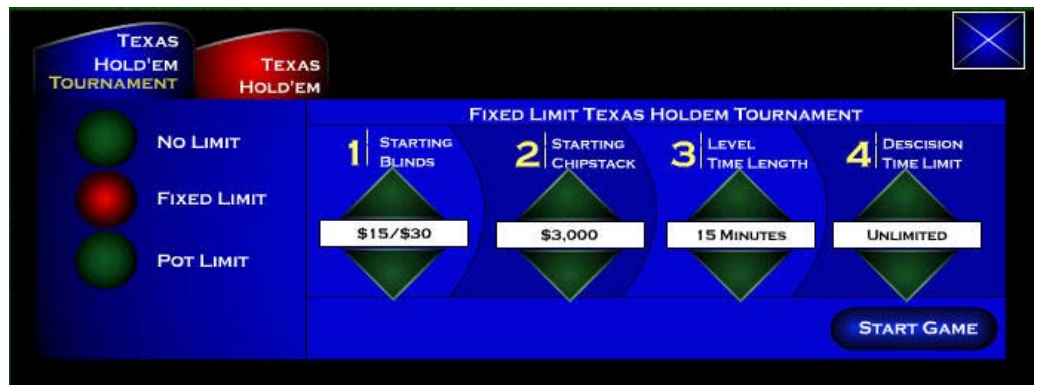 TEXAS
HOLD'EM
TOURNAMENT
TEXAS
HOLD'EM
NO LIMIT
FIXED LIMIT
POT LIMIT
FIXED LIMIT TEXAS HOLDEM TOURNAMENT
1 STARTING
BLINDS
$15/$30
2 STARTING
CHIPSTACK
$3,000
3 LEVEL
TIME LENGTH
15 MINUTES
4 DESCISION
TIME LIMIT
UNLIMITED
START GAME